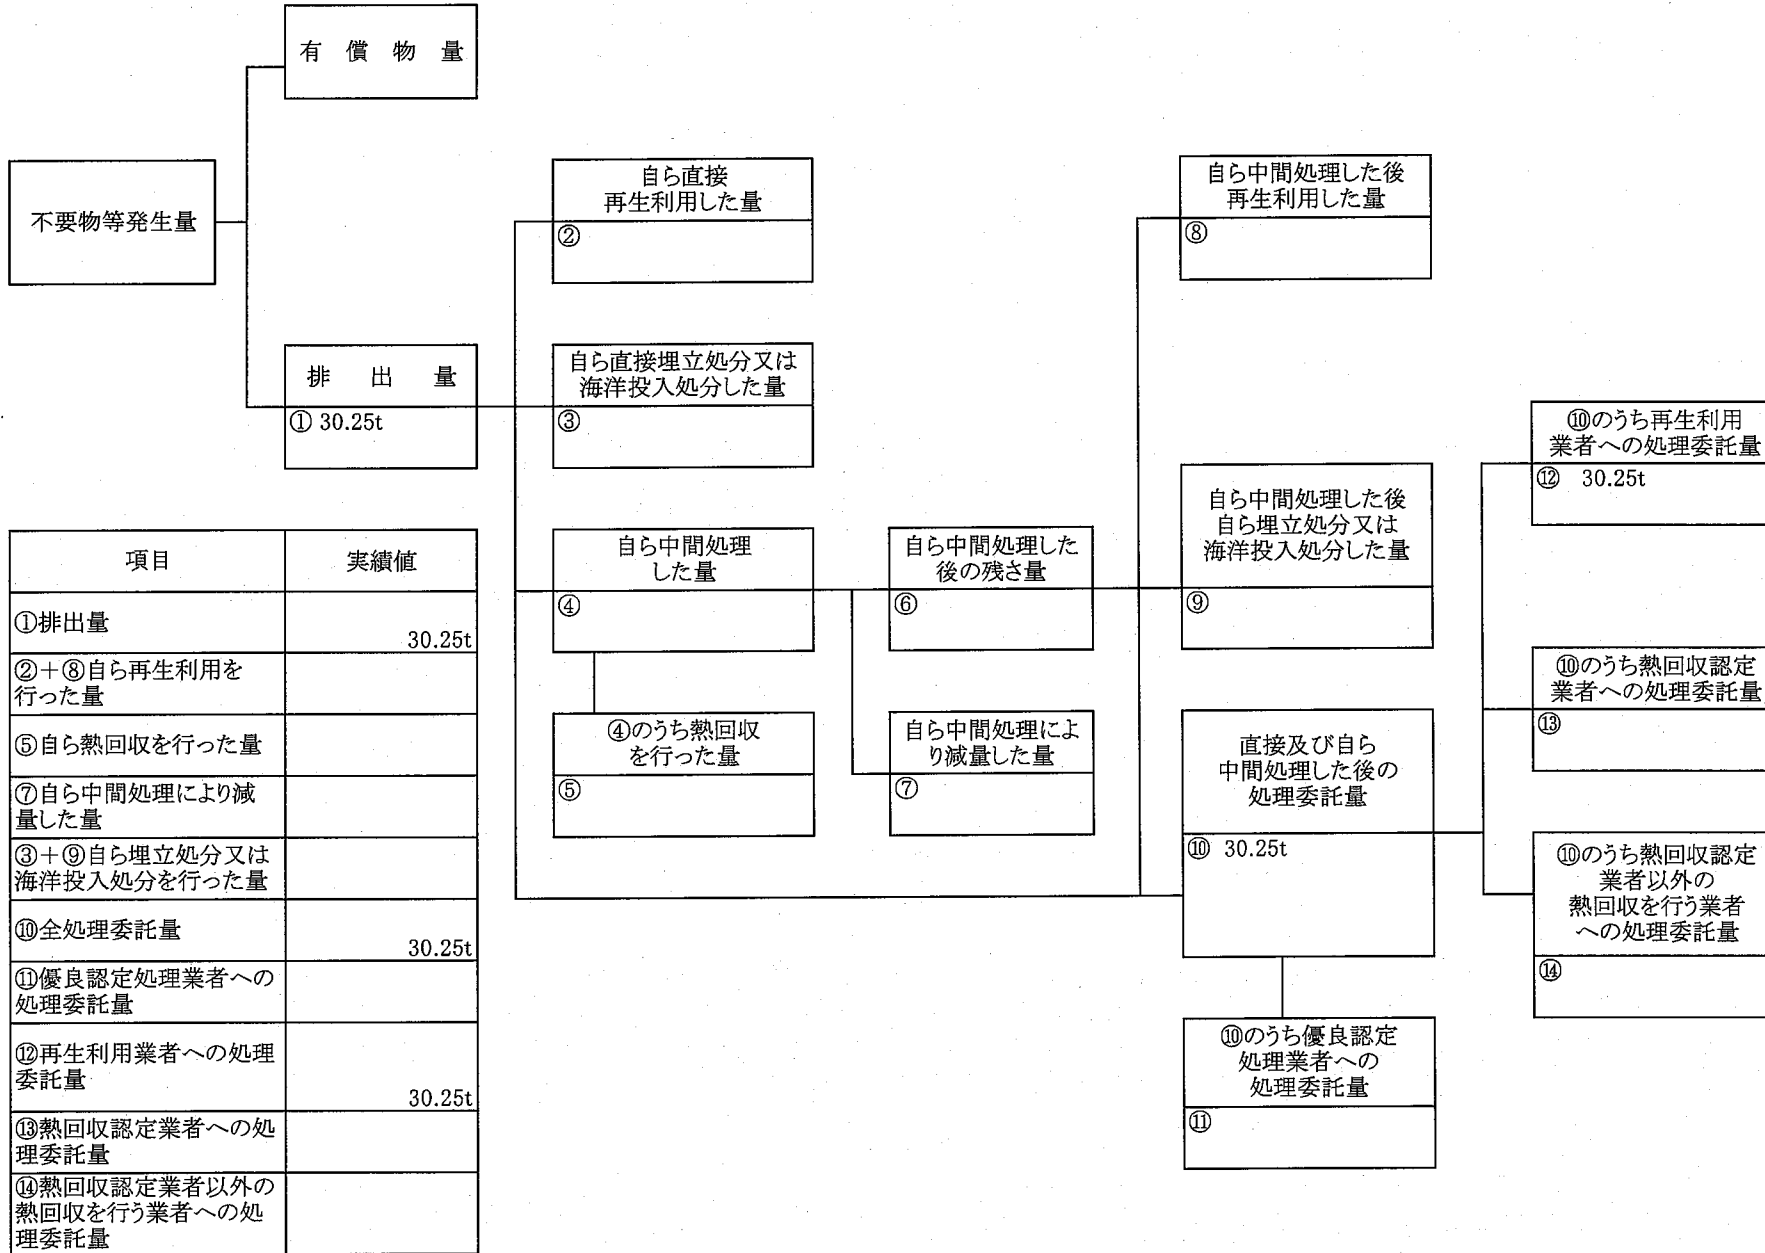 有償物量
不要物等発生量
排出量
① 30.25t
自ら直接
再生利用した量
②
自ら直接埋立処分又は
海洋投入処分した量
③
自ら中間処理
した量
④
④のうち熱回収
を行った量
⑤
自ら中間処理した
後の残さ量
⑥
自ら中間処理によ
り減量した量
⑦
自ら中間処理した後
再生利用した量
⑧
自ら中間処理した後
自ら埋立処分又は
海洋投入処分した量
⑨
直接及び自ら
中間処理した後の
処理委託量
⑩ 30.25t
⑩のうち優良認定
処理業者への
処理委託量
⑪
⑩のうち再生利用
業者への処理委託量
⑫ 30.25t
⑩のうち熱回収認定
業者への処理委託量
⑬
⑩のうち熱回収認定
業者以外の
熱回収を行う業者
への処理委託量
⑭
項目 実績値
①排出量
30.25t
②+⑧自ら再生利用を
行った量
⑤自ら熱回収を行った量
⑦自ら中間処理により減
量した量
③+⑨自ら埋立処分又は
海洋投入処分を行った量
⑩全処理委託量
30.25t
⑪優良認定処理業者への
処理委託量
⑫再生利用業者への処理
委託量
30.25t
⑬熱回収認定業者への処
理委託量
⑭熱回収認定業者以外の
熱回収を行う業者への処
理委託量